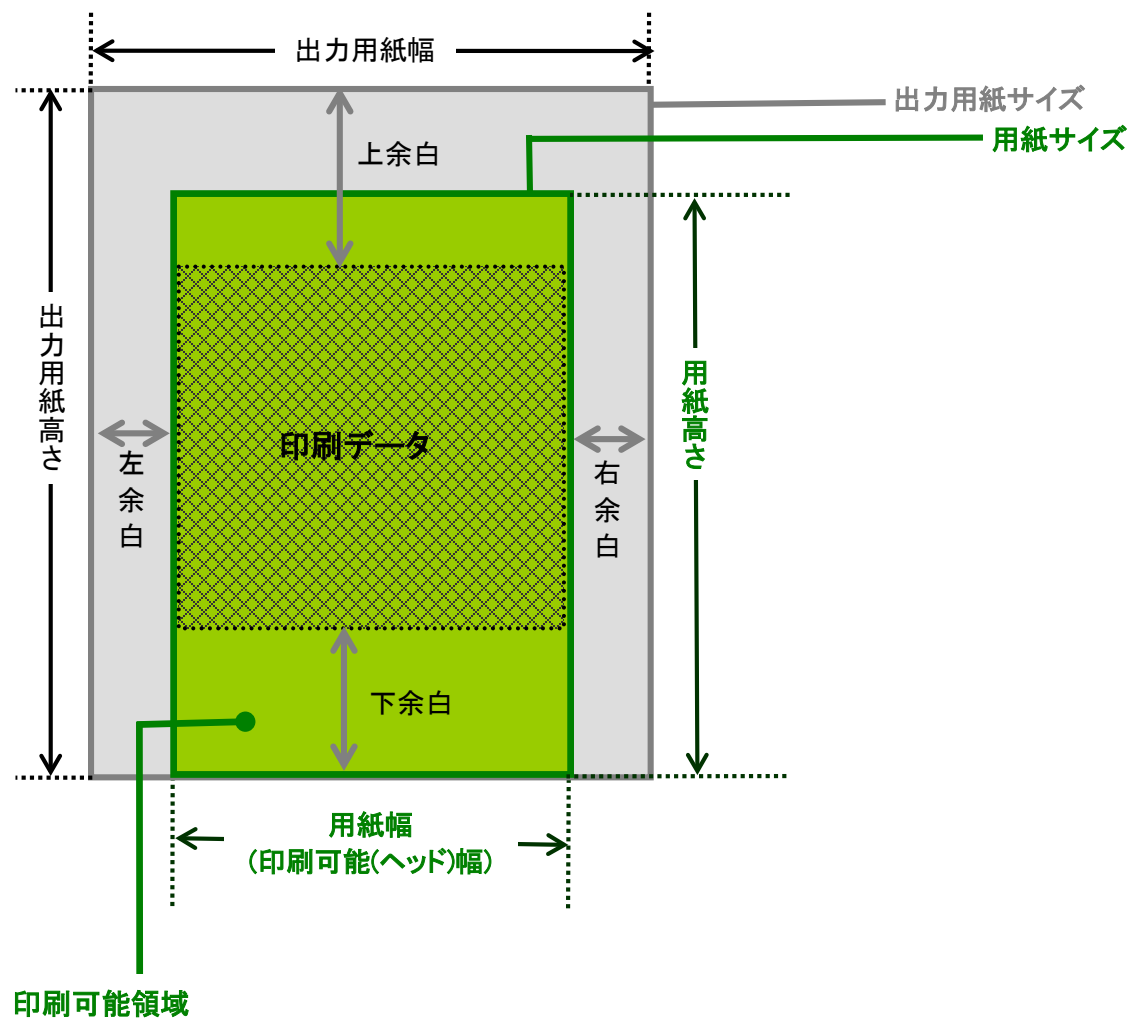 出力用紙幅
出力用紙サイズ
用紙サイズ
上余白
出力用紙高さ
用紙高さ
印刷データ
左余白
右余白
下余白
用紙幅
(印刷可能(ヘッド)幅)
印刷可能領域